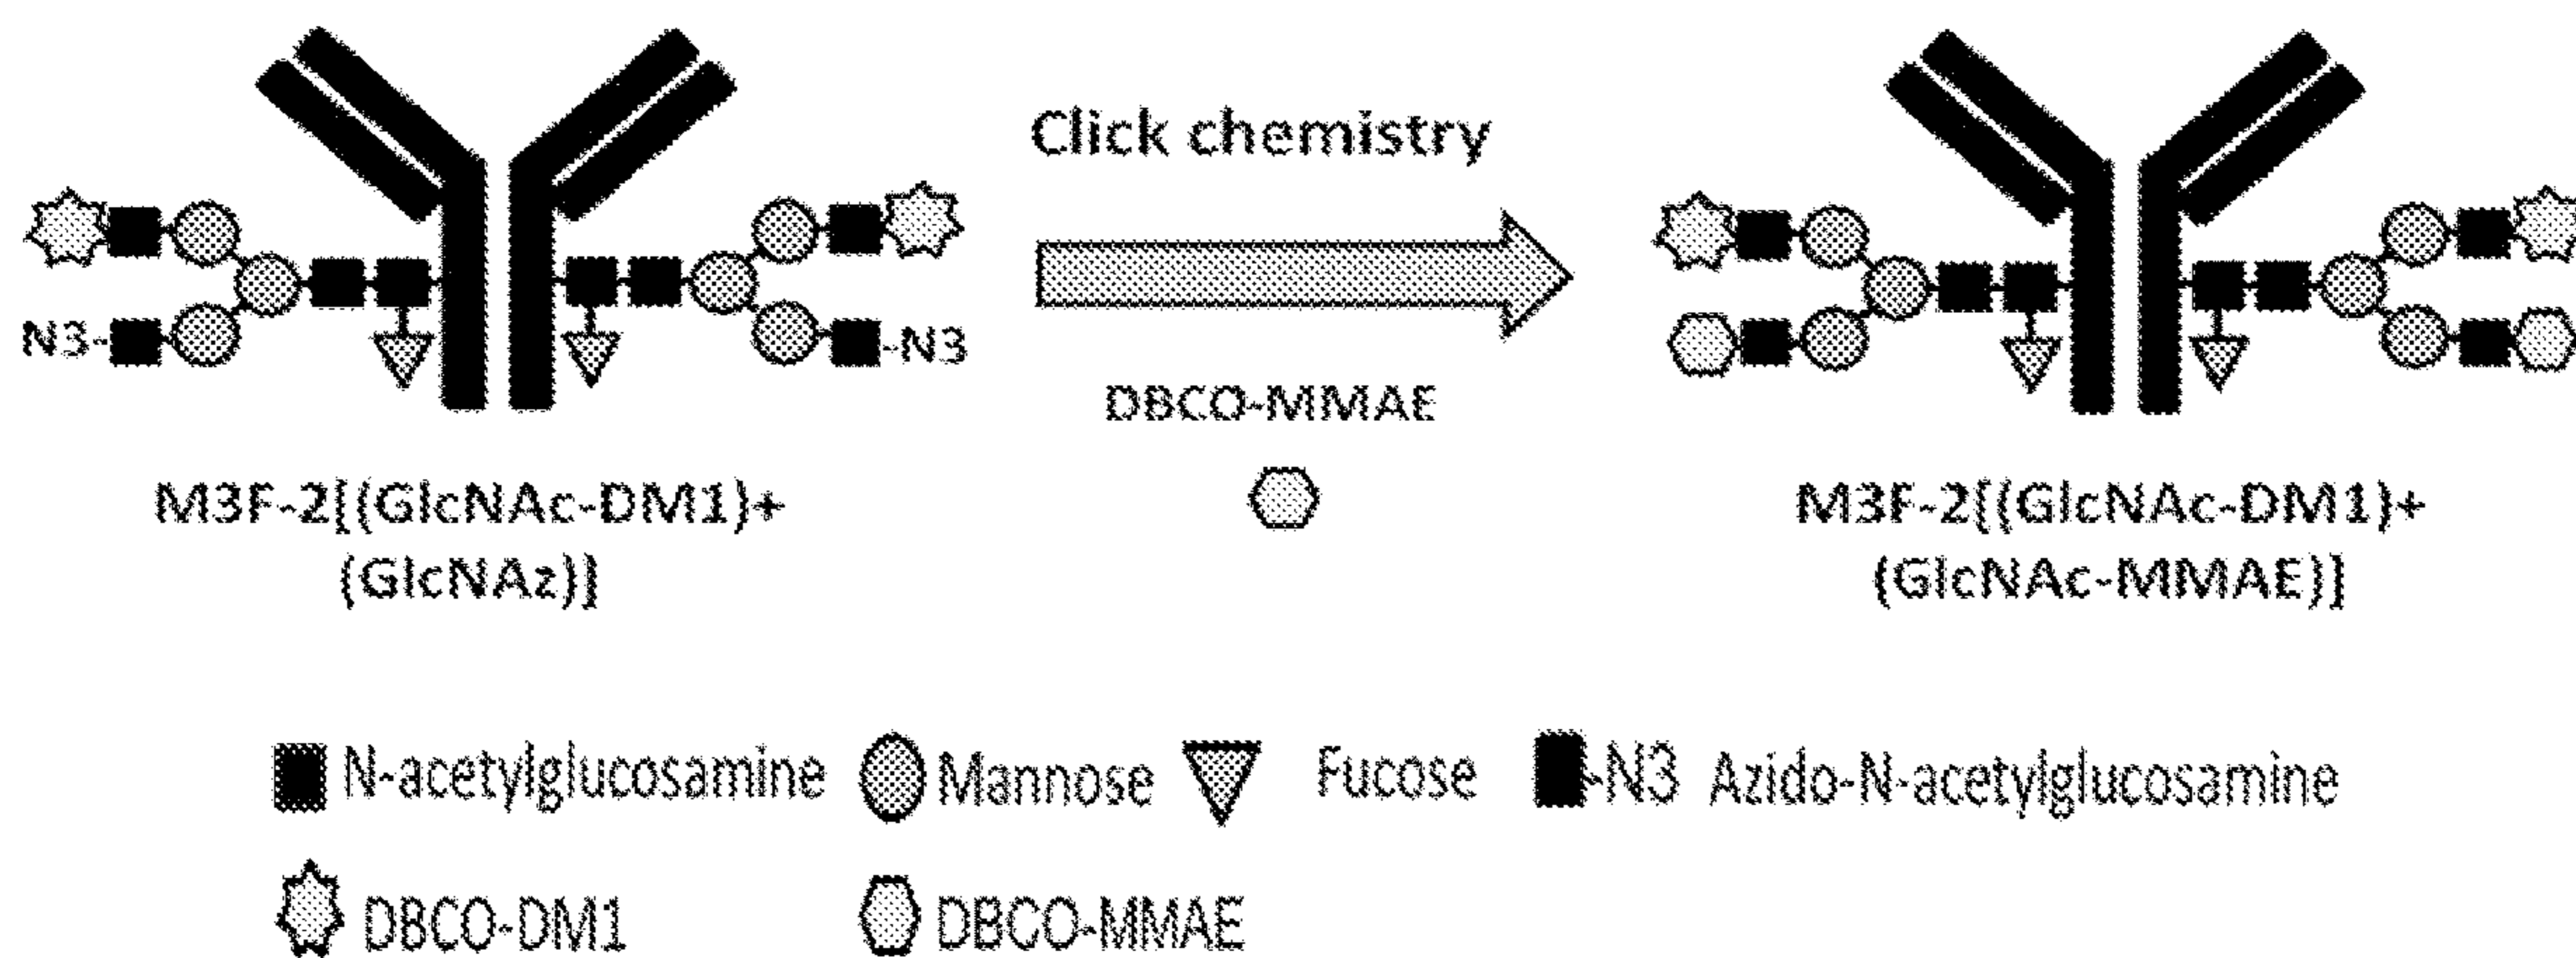 Click chemistry
N3-
-N3
DBCO-MMAE
M3F-2[(GlcNAc-DM1)+
(GlcNAz)]
M3F-2[(GlcNAc-DM1)+
(GlcNAc-MMAE)]
N-acetylglucosamine Mannose Fucose -N3 Azido-N-acetylglucosamine
DBCO-DM1 DBCO-MMAE